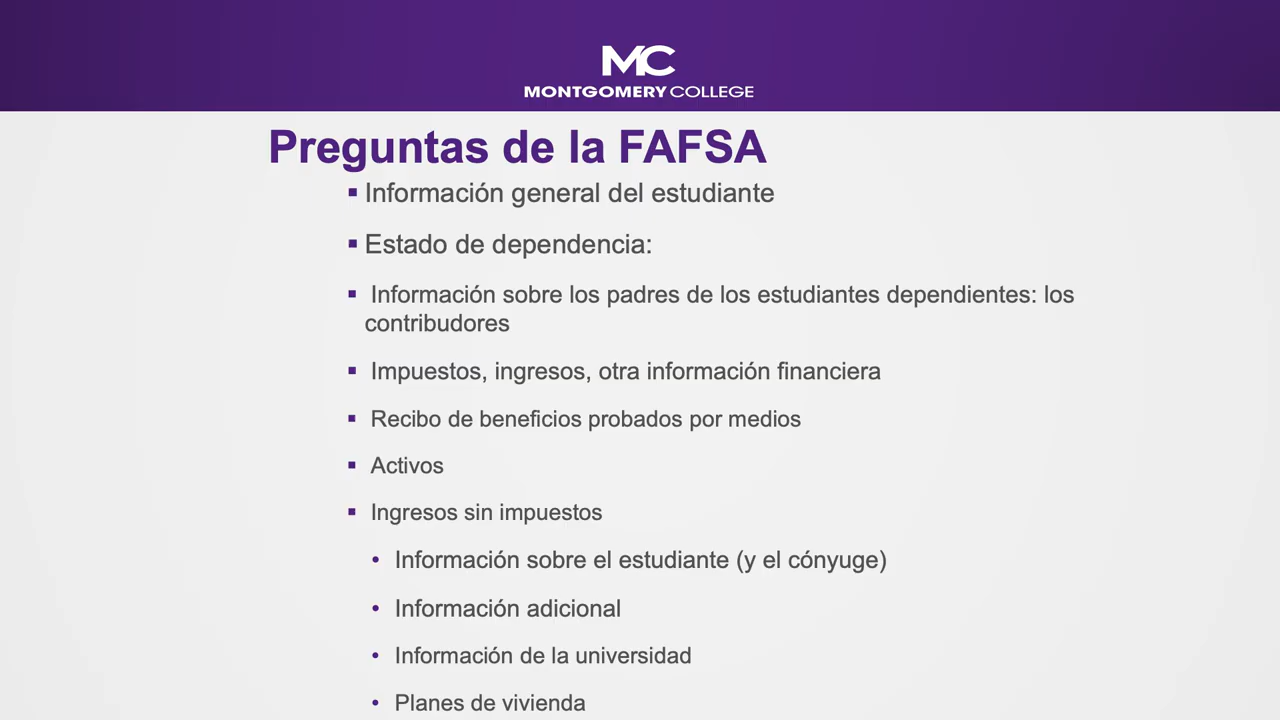 MC
MONTGOMERY COLLEGE
Preguntas de la FAFSA
▪ Información general del estudiante
▪ Estado de dependencia:
▪ Información sobre los padres de los estudiantes dependientes: los
contribudores
▪ Impuestos, ingresos, otra información financiera
▪ Recibo de beneficios probados por medios
▪ Activos
▪ Ingresos sin impuestos
• Información sobre el estudiante (y el cónyuge)
• Información adicional
• Información de la universidad
• Planes de vivienda